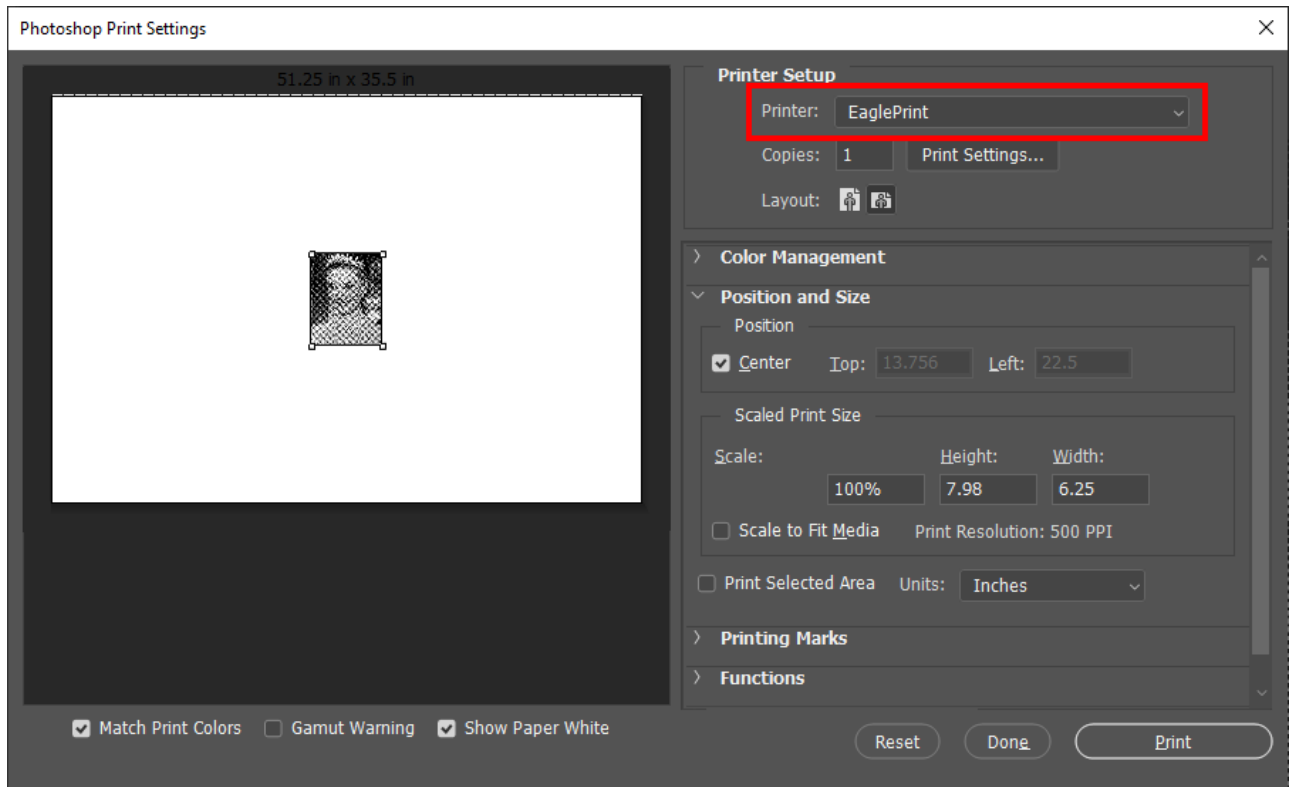 Photoshop Print Settings
51.25 in x 35.5 in
Printer Setup
Printer: EaglePrint
Copies: 1 Print Settings...
Layout:
Color Management
Position and Size
Position
Center Top: 13.756 Left: 22.5
Scaled Print Size
Scale: Height: Width:
100% 7.98 6.25
Scale to Fit Media Print Resolution: 500 PPI
Print Selected Area Units: Inches
Printing Marks
Functions
Match Print Colors Gamut Warning Show Paper White
Reset Done Print